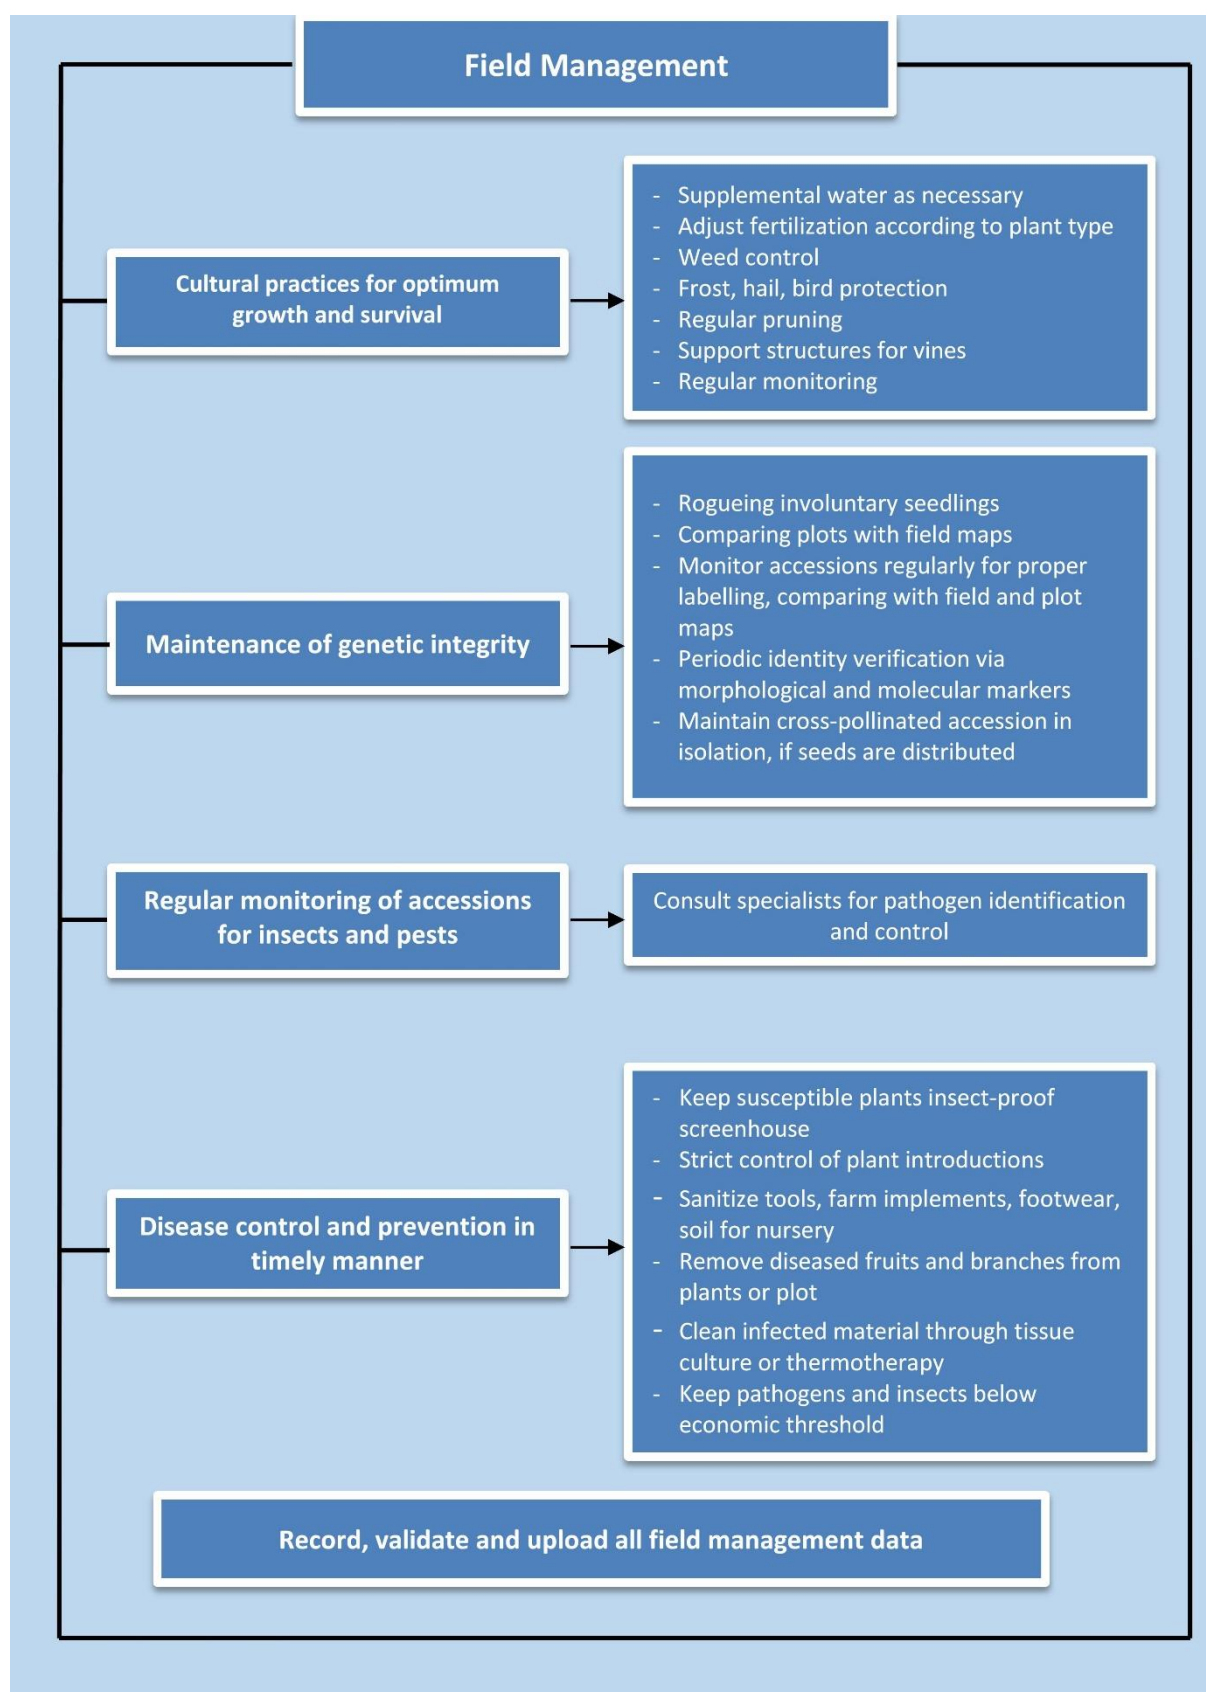 Field Management
Cultural practices for optimum
growth and survival
- Supplemental water as necessary
- Adjust fertilization according to plant type
- Weed control
- Frost, hail, bird protection
- Regular pruning
- Support structures for vines
- Regular monitoring
Maintenance of genetic integrity
- Rogueing involuntary seedlings
- Comparing plots with field maps
- Monitor accessions regularly for proper
labelling, comparing with field and plot
maps
- Periodic identity verification via
morphological and molecular markers
- Maintain cross-pollinated accession in
isolation, if seeds are distributed
Regular monitoring of accessions
for insects and pests
Consult specialists for pathogen identification
and control
Disease control and prevention in
timely manner
- Keep susceptible plants insect-proof
screenhouse
- Strict control of plant introductions
- Sanitize tools, farm implements, footwear,
soil for nursery
- Remove diseased fruits and branches from
plants or plot
- Clean infected material through tissue
culture or thermotherapy
- Keep pathogens and insects below
economic threshold
Record, validate and upload all field management data